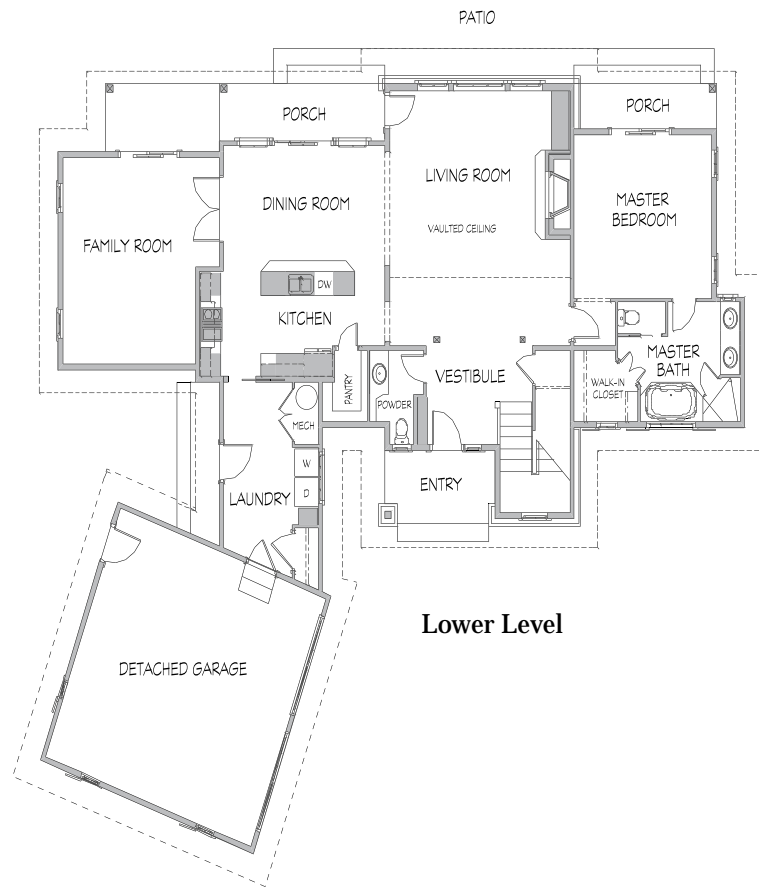 PATIO
PORCH
PORCH
LIVING ROOM
MASTER
BEDROOM
DINING ROOM
VAULTED CEILING
FAMILY ROOM
DW
KITCHEN
MASTER
BATH
VESTIBULE
WALK-IN
CLOSET
PANTRY
POWDER
MECH
W
D
ENTRY
LAUNDRY
Lower Level
DETACHED GARAGE